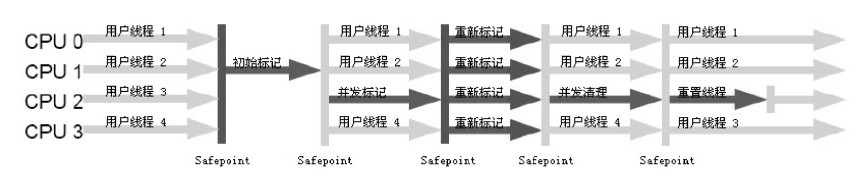 CPU 0 用户线程 1 用户线程 1 重新标记 用户线程 1 用户线程 1
CPU 1 用户线程 2 初始标记 用户线程 2 重新标记 用户线程 2 用户线程 2
CPU 2 用户线程 3 并发标记 重新标记 并发清理 重置线程
CPU 3 用户线程 4 用户线程 4 重新标记 用户线程 4 用户线程 3
Safepoint Safepoint Safepoint Safepoint Safepoint